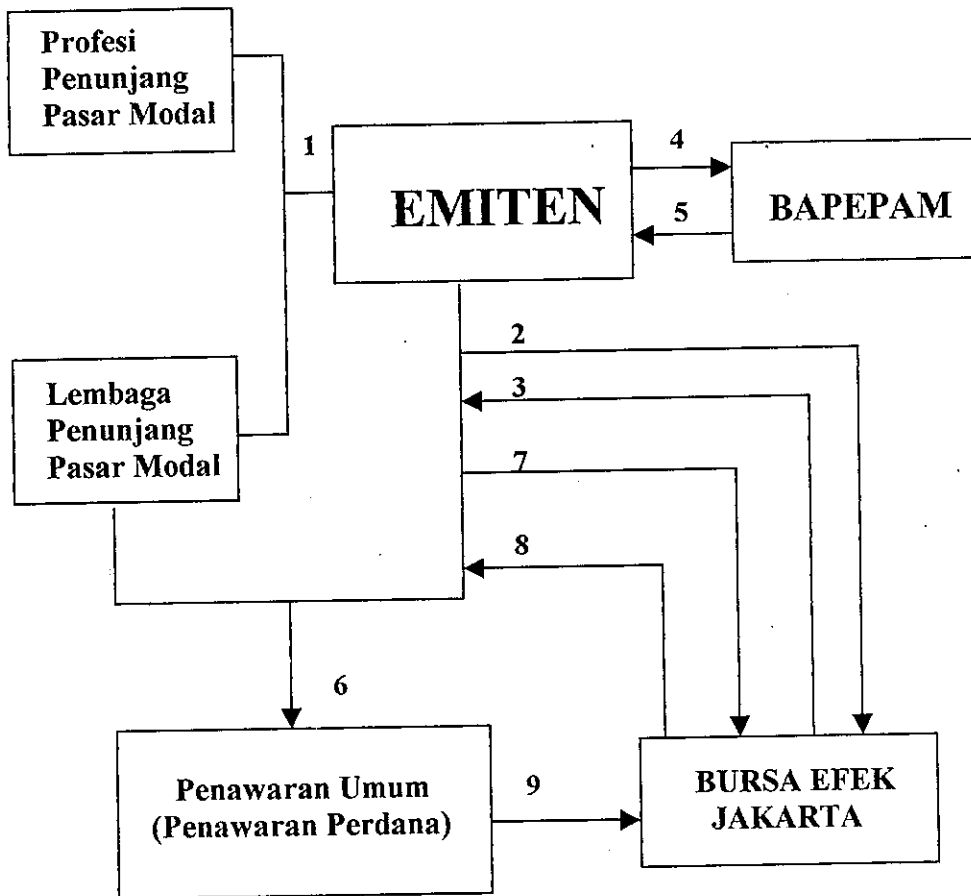 Profesi
Penunjang
Pasar Modal
1
EMITEN
4
5
BAPEPAM
2
3
7
8
Lembaga
Penunjang
Pasar Modal
6
Penawaran Umum
(Penawaran Perdana)
9
BURSA EFEK
JAKARTA